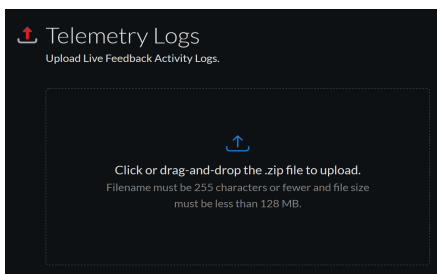 Telemetry Logs
Upload Live Feedback Activity Logs.
Click or drag-and-drop the .zip file to upload.
Filename must be 255 characters or fewer and file size
must be less than 128 MB.